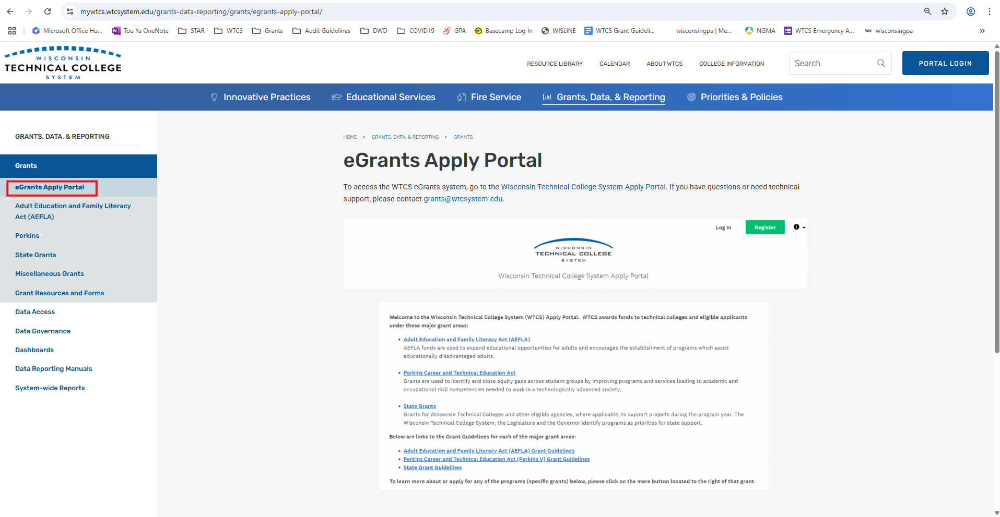 mywtcs.wtcsystem.edu/grants-data-reporting/grants/egrants-apply-portal/
Microsoft Office Ho...
Tou Ya OneNote
STAR
WTCS
Grants
Audit Guidelines
DWD
COVID19
GPA
Basecamp Log In
WISLINE
WTCS Grant Guideli...
wisconsingpa | Me...
NGMA
WTCS Emergency A...
WIX
wisconsingpa
WISCONSIN
TECHNICAL COLLEGE
SYSTEM
RESOURCE LIBRARY
CALENDAR
ABOUT WTCS
COLLEGE INFORMATION
Search
PORTAL LOGIN
Innovative Practices
Educational Services
Fire Service
Grants, Data, & Reporting
Priorities & Policies
GRANTS, DATA, & REPORTING
Grants
eGrants Apply Portal
Adult Education and Family Literacy
Act (AEFLA)
Perkins
State Grants
Miscellaneous Grants
Grant Resources and Forms
Data Access
Data Governance
Dashboards
Data Reporting Manuals
System-wide Reports
HOME › GRANTS, DATA, & REPORTING › GRANTS
eGrants Apply Portal
To access the WTCS eGrants system, go to the Wisconsin Technical College System Apply Portal. If you have questions or need technical
support, please contact grants@wtcsystem.edu.
Log In
Register
WISCONSIN
TECHNICAL COLLEGE
SYSTEM
Wisconsin Technical College System Apply Portal
Welcome to the Wisconsin Technical College System (WTCS) Apply Portal. WTCS awards funds to technical colleges and eligible applicants
under these major grant areas:
• Adult Education and Family Literacy Act (AEFLA)
AEFLA funds are used to expand educational opportunities for adults and encourages the establishment of programs which assist
educationally disadvantaged adults.
• Perkins Career and Technical Education Act
Grants are used to identify and close equity gaps across student groups by improving programs and services leading to academic and
occupational skill competencies needed to work in a technologically advanced society.
• State Grants
Grants for Wisconsin Technical Colleges and other eligible agencies, where applicable, to support projects during the program year. The
Wisconsin Technical College System, the Legislature and the Governor identify programs as priorities for state support.
Below are links to the Grant Guidelines for each of the major grant areas:
• Adult Education and Family Literacy Act (AEFLA) Grant Guidelines
• Perkins Career and Technical Education Act (Perkins V) Grant Guidelines
• State Grant Guidelines
To learn more about or apply for any of the programs (specific grants) below, please click on the more button located to the right of that grant.